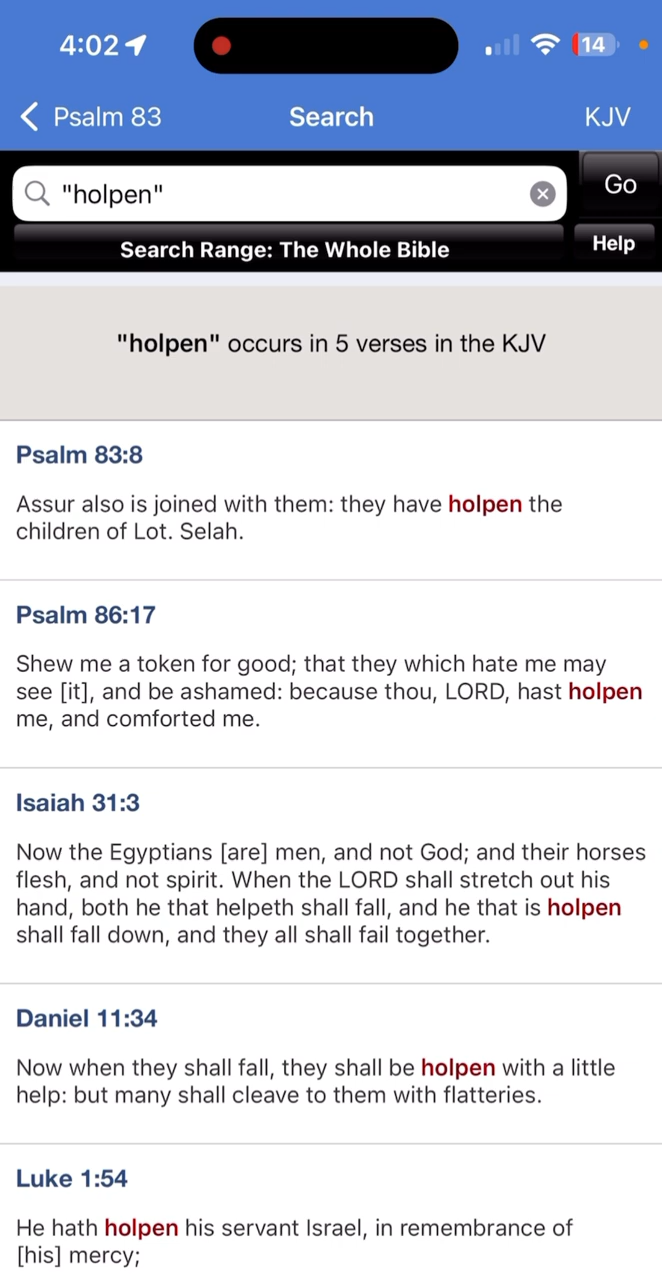 4:02
14
Psalm 83
Search
KJV
"holpen"
Go
Search Range: The Whole Bible
Help
"holpen" occurs in 5 verses in the KJV
Psalm 83:8
Assur also is joined with them: they have holpen the
children of Lot. Selah.
Psalm 86:17
Shew me a token for good; that they which hate me may
see [it], and be ashamed: because thou, LORD, hast holpen
me, and comforted me.
Isaiah 31:3
Now the Egyptians [are] men, and not God; and their horses
flesh, and not spirit. When the LORD shall stretch out his
hand, both he that helpeth shall fall, and he that is holpen
shall fall down, and they all shall fail together.
Daniel 11:34
Now when they shall fall, they shall be holpen with a little
help: but many shall cleave to them with flatteries.
Luke 1:54
He hath holpen his servant Israel, in remembrance of
[his] mercy;